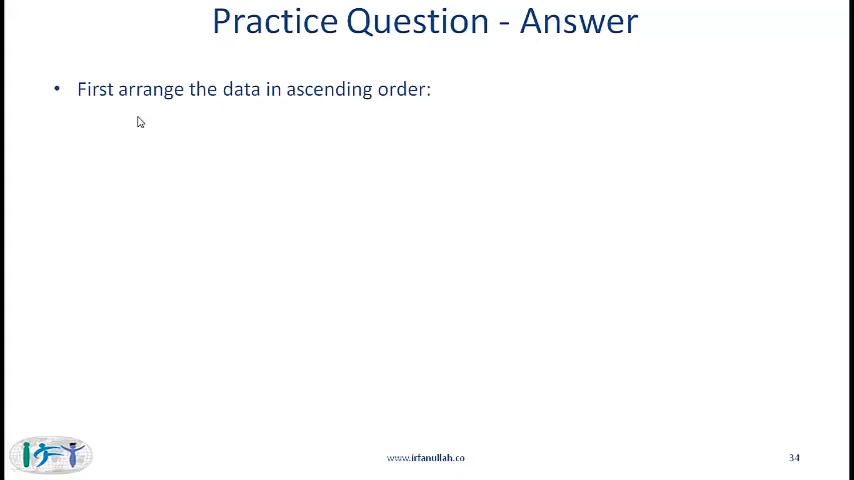 Practice Question - Answer
• First arrange the data in ascending order:
www.irfanullah.co
34